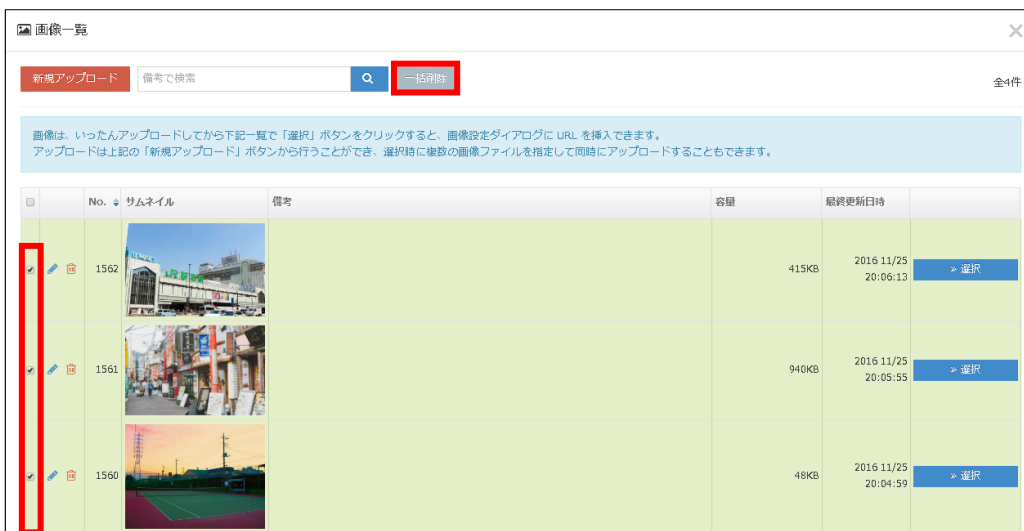 画像一覧
新規アップロード 備考で検索 一括削除 全4件
画像は、いったんアップロードしてから下記一覧で「選択」ボタンをクリックすると、画像設定ダイアログに URL を挿入できます。
アップロードは上記の「新規アップロード」ボタンから行うことができ、選択時に複数の画像ファイルを指定して同時にアップロードすることもできます。
No. サムネイル 備考 容量 最終更新日時
1562 415KB 2016 11/25 » 選択
20:06:13
1561 940KB 2016 11/25 » 選択
20:05:55
1560 48KB 2016 11/25 » 選択
20:04:59